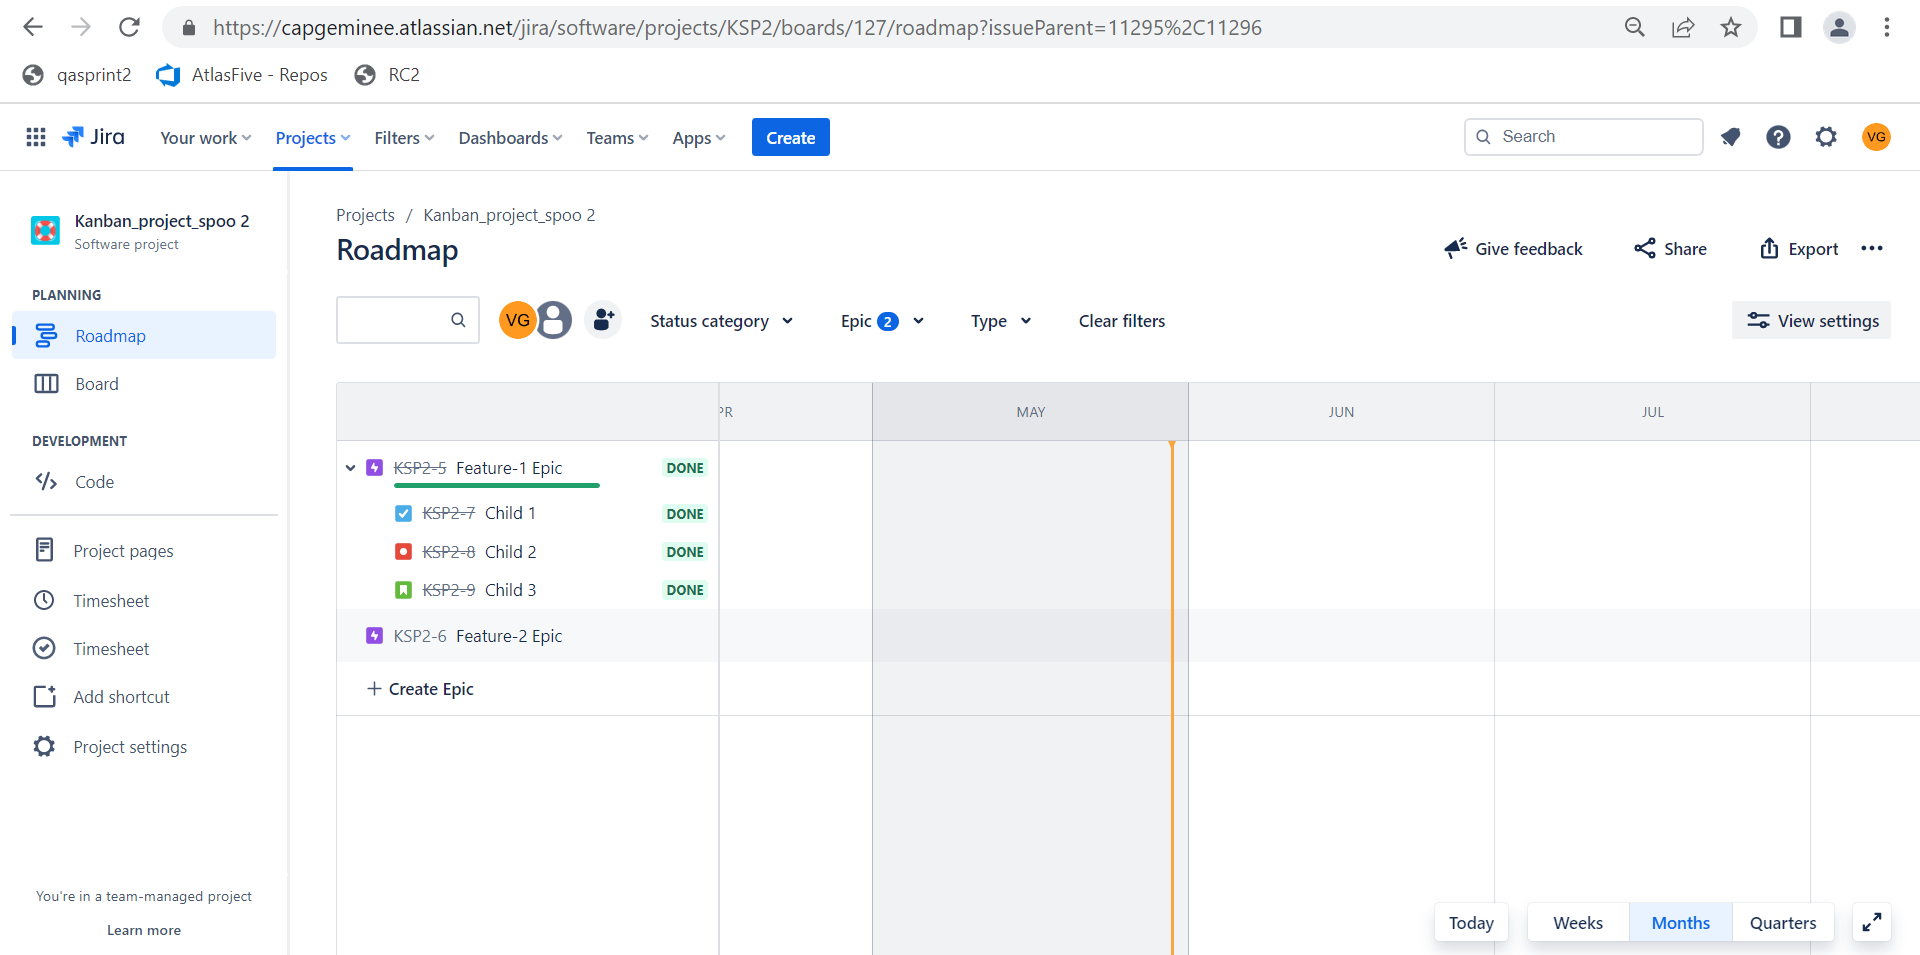 https://capgeminee.atlassian.net/jira/software/projects/KSP2/boards/127/roadmap?issueParent=11295%2C11296
qasprint2 AtlasFive - Repos RC2
Jira Your work Projects Filters Dashboards Teams Apps Create Search VG
Kanban_project_spoo 2
Software project
PLANNING
Roadmap
Board
DEVELOPMENT
Code
Project pages
Timesheet
Timesheet
Add shortcut
Project settings
You're in a team-managed project
Learn more
Projects / Kanban_project_spoo 2
Roadmap
Give feedback Share Export
VG Status category Epic 2 Type Clear filters View settings
PR MAY JUN JUL
KSP2-5 Feature-1 Epic DONE
KSP2-7 Child 1 DONE
KSP2-8 Child 2 DONE
KSP2-9 Child 3 DONE
KSP2-6 Feature-2 Epic
+ Create Epic
Today Weeks Months Quarters